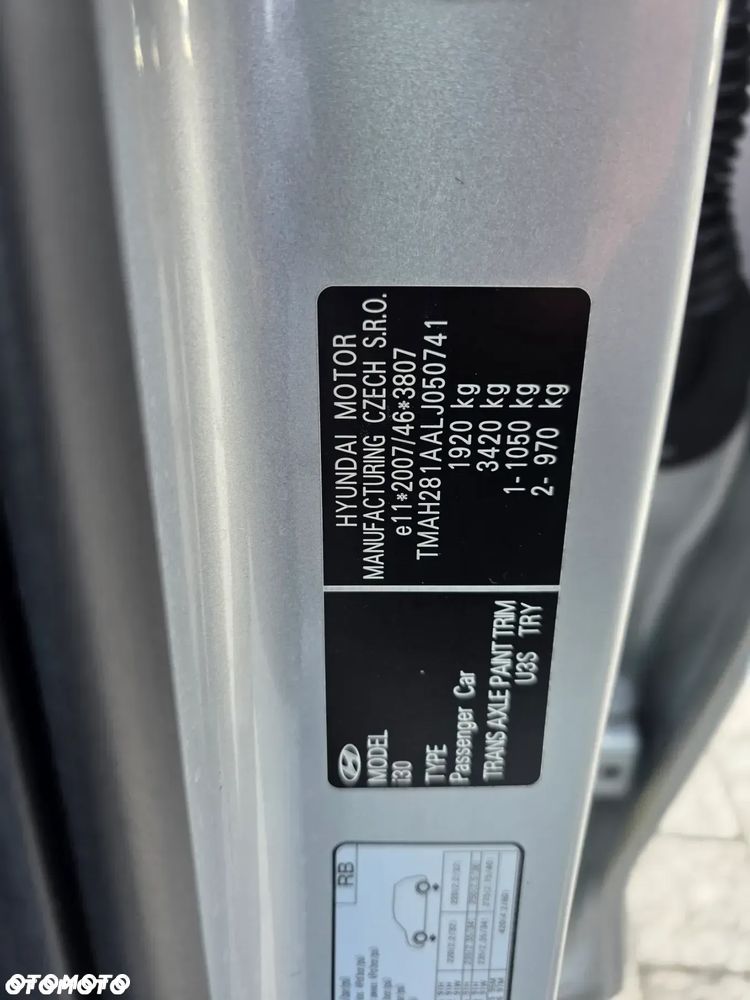 HYUNDAI MOTOR
MANUFACTURING CZECH S.R.O.
e11*2007/46*3807
TMAH281AALJ050741
1920 kg
3420 kg
1- 1050 kg
2- 970 kg
MODEL
i30
TYPE
Passenger Car
TRANS AXLE PAINT TRIM
U3S TRY
RB
OTOMOTO
OTOMOTO